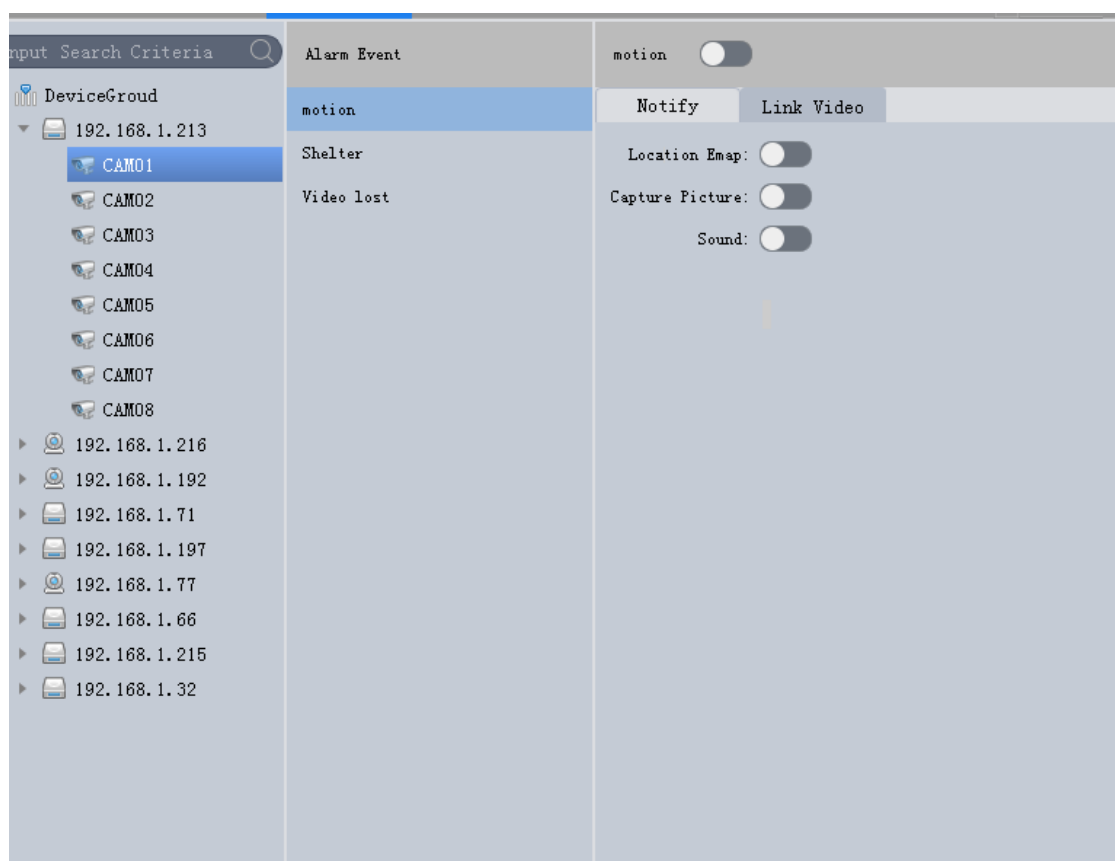 nput Search Criteria
DeviceGroud
192.168.1.213
CAM01
CAM02
CAM03
CAM04
CAM05
CAM06
CAM07
CAM08
192.168.1.216
192.168.1.192
192.168.1.71
192.168.1.197
192.168.1.77
192.168.1.66
192.168.1.215
192.168.1.32
Alarm Event
motion
Shelter
Video lost
motion
Notify Link Video
Location Emap:
Capture Picture:
Sound: